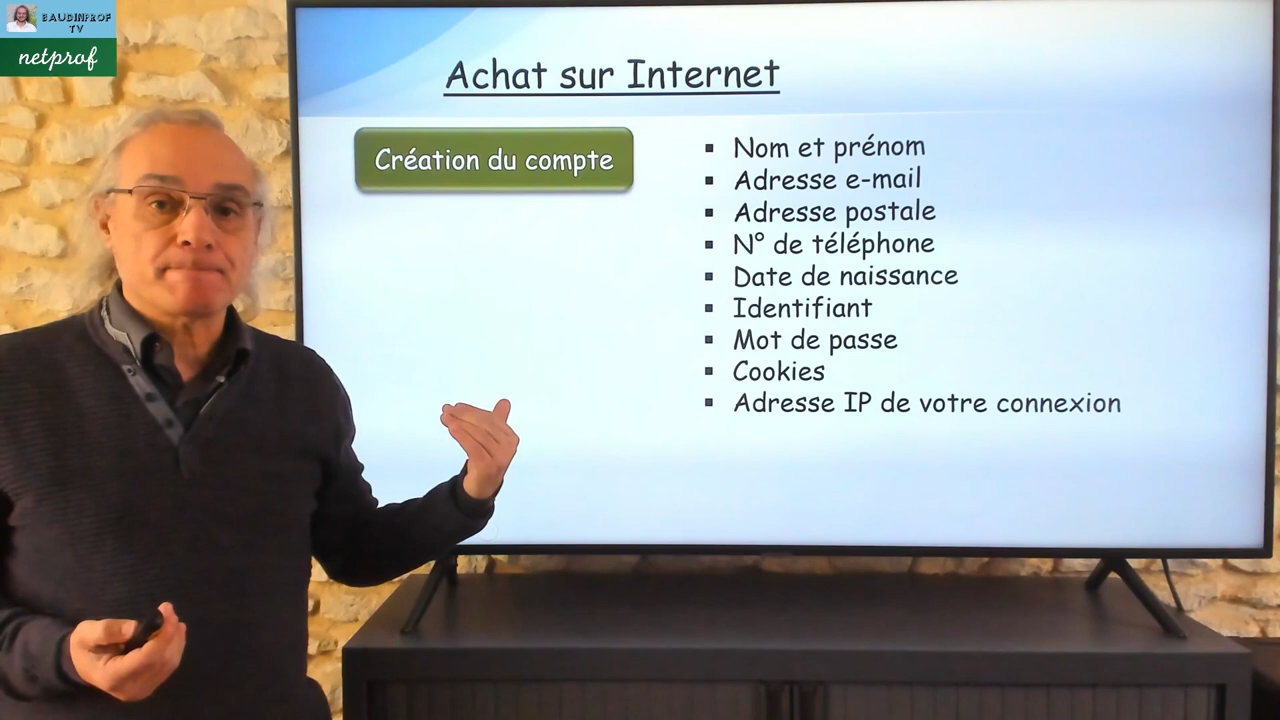 BAUDINPROF
TV
netprof
Achat sur Internet
Création du compte
▪ Nom et prénom
▪ Adresse e-mail
▪ Adresse postale
▪ N° de téléphone
▪ Date de naissance
▪ Identifiant
▪ Mot de passe
▪ Cookies
▪ Adresse IP de votre connexion